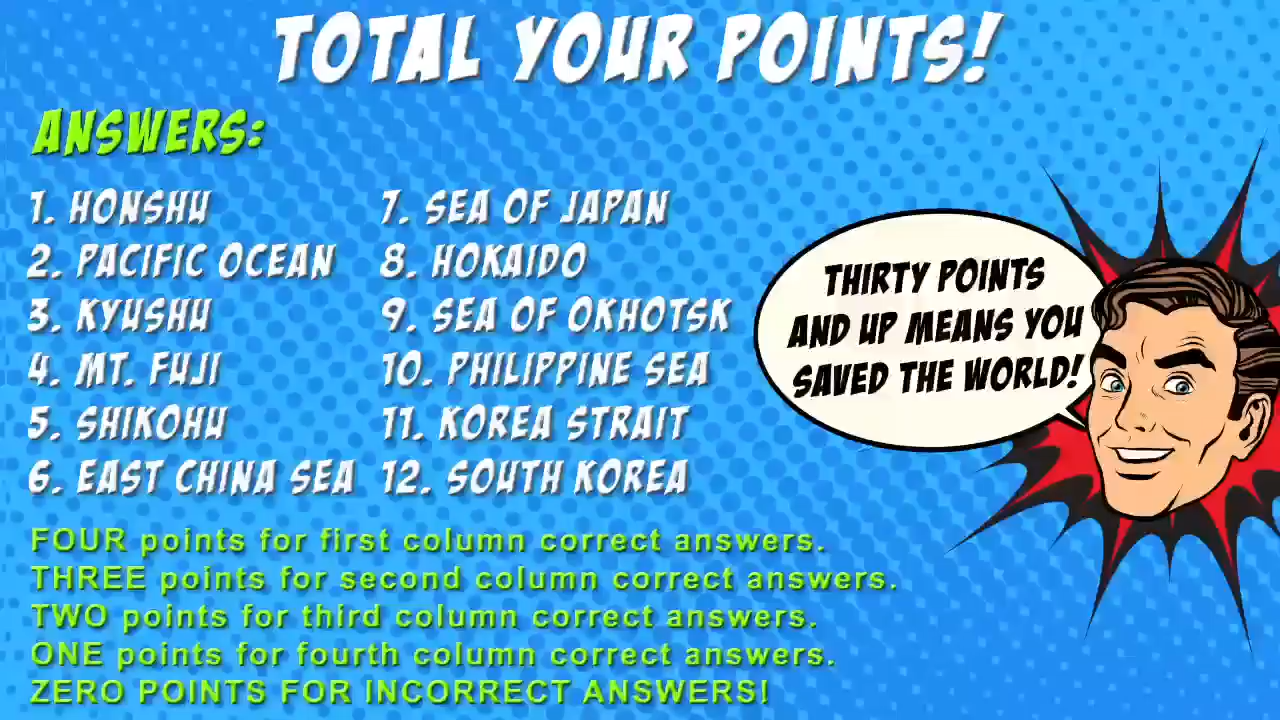 TOTAL YOUR POINTS!
ANSWERS:
1. HONSHU
2. PACIFIC OCEAN
3. KYUSHU
4. MT. FUJI
5. SHIKOHU
6. EAST CHINA SEA
7. SEA OF JAPAN
8. HOKAIDO
9. SEA OF OKHOTSK
10. PHILIPPINE SEA
11. KOREA STRAIT
12. SOUTH KOREA
THIRTY POINTS
AND UP MEANS YOU
SAVED THE WORLD!
FOUR points for first column correct answers.
THREE points for second column correct answers.
TWO points for third column correct answers.
ONE points for fourth column correct answers.
ZERO POINTS FOR INCORRECT ANSWERS!